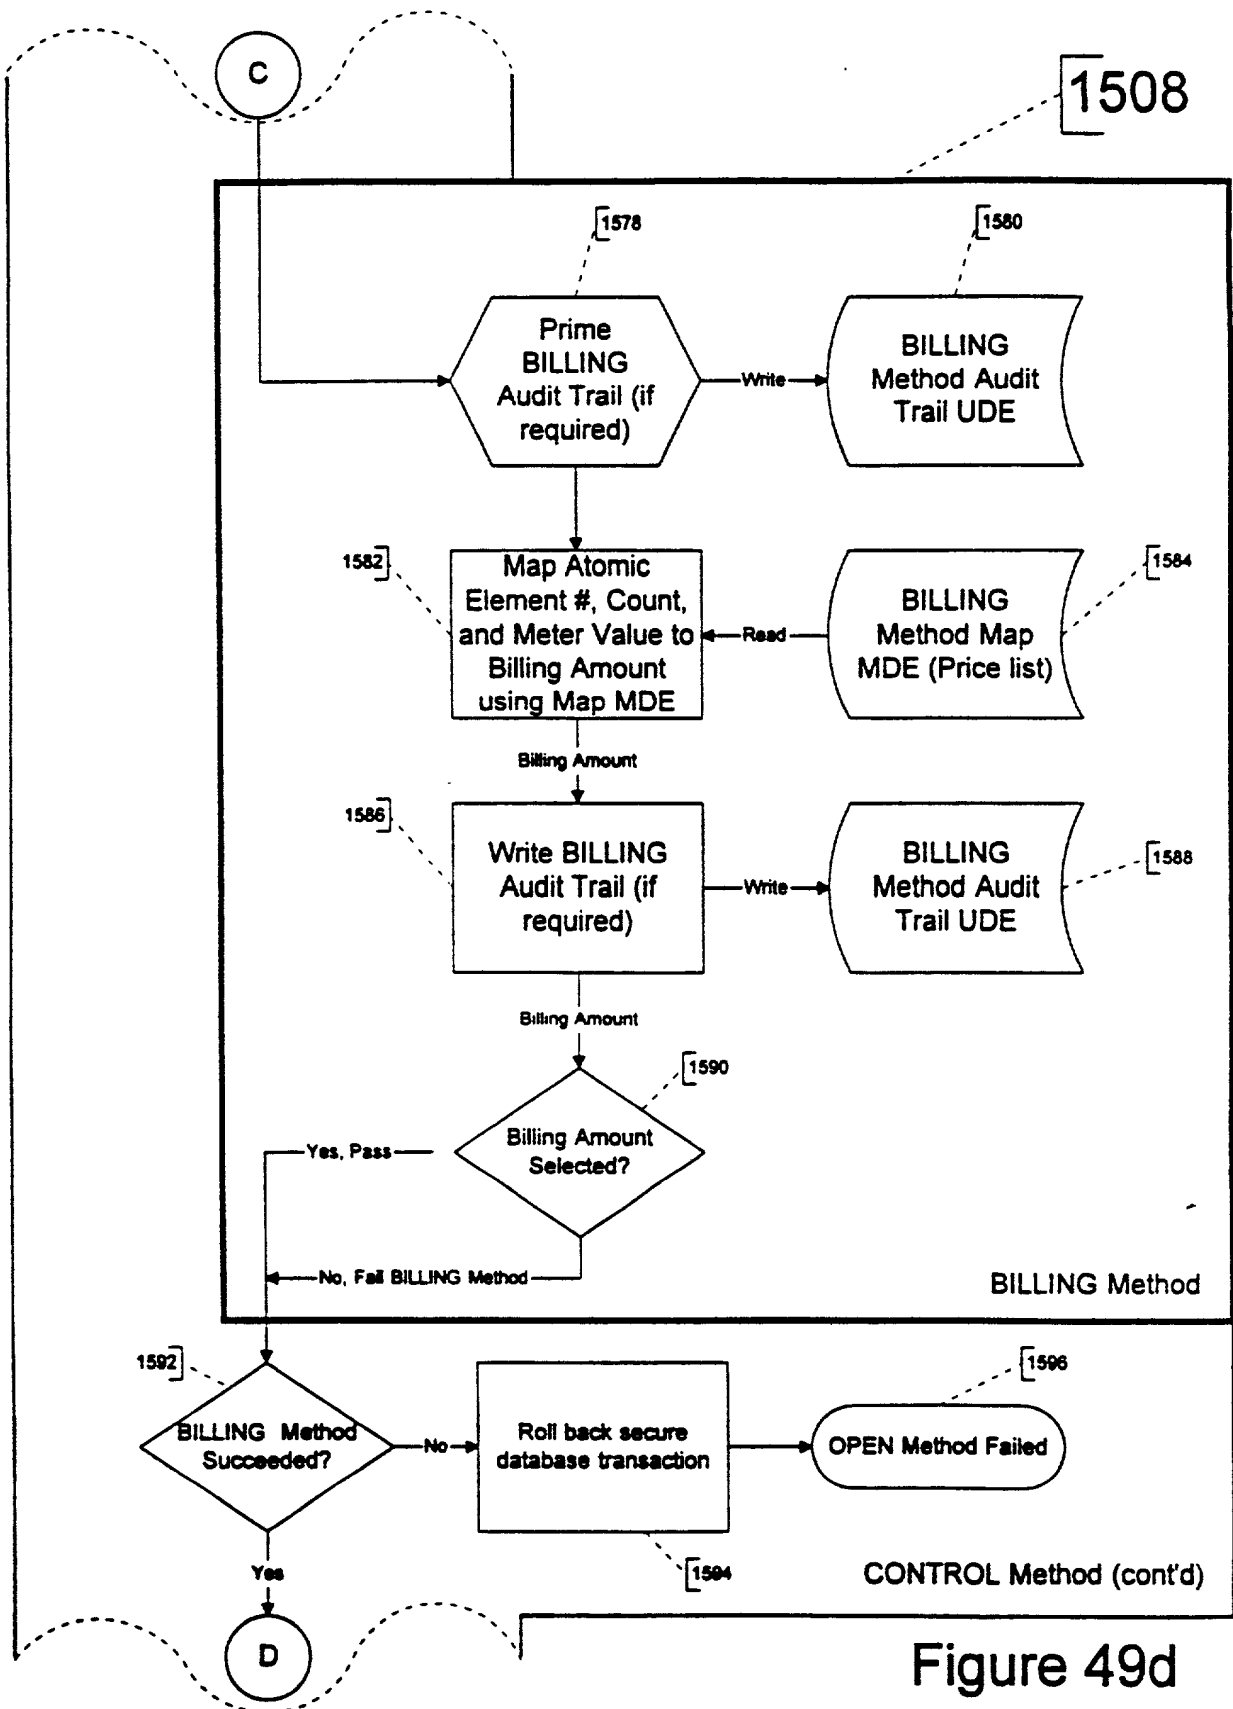 C
1508
1578
1580
Prime
BILLING
Audit Trail (if
required)
Write
BILLING
Method Audit
Trail UDE
1582
1584
Map Atomic
Element #, Count,
and Meter Value to
Billing Amount
using Map MDE
Read
BILLING
Method Map
MDE (Price list)
Billing Amount
1586
1588
Write BILLING
Audit Trail (if
required)
Write
BILLING
Method Audit
Trail UDE
Billing Amount
1590
Billing Amount
Selected?
Yes, Pass
No, Fail BILLING Method
BILLING Method
1592
1596
BILLING Method
Succeeded?
No
Roll back secure
database transaction
OPEN Method Failed
Yes
1594
CONTROL Method (cont'd)
D
Figure 49d